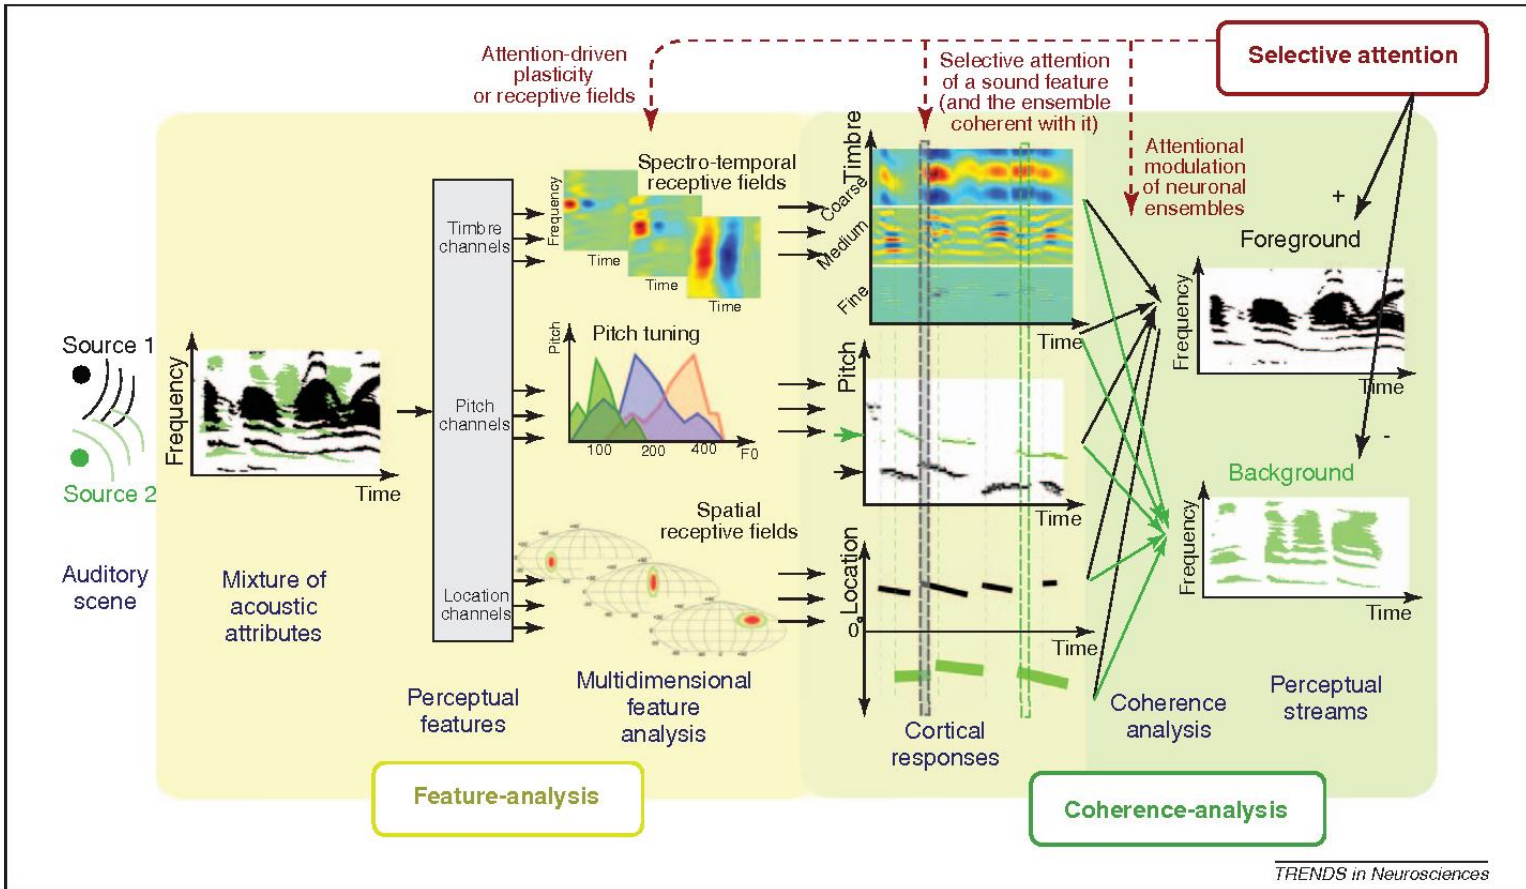 Selective attention
Attention-driven
plasticity
or receptive fields
Selective attention
of a sound feature
(and the ensemble
coherent with it)
Attentional
modulation
of neuronal
ensembles
+
-
Source 1
Source 2
Auditory
scene
Frequency
Time
Mixture of
acoustic
attributes
Timbre
channels
Pitch
channels
Location
channels
Perceptual
features
Spectro-temporal
receptive fields
Frequency
Time
Time
Time
Pitch tuning
Pitch
100
200
400
F0
Spatial
receptive fields
Multidimensional
feature
analysis
Timbre
Coarse
Medium
Fine
Time
Pitch
Time
Location
0
Time
Cortical
responses
Coherence
analysis
Foreground
Frequency
Time
Background
Frequency
Time
Perceptual
streams
Feature-analysis
Coherence-analysis
TRENDS in Neurosciences